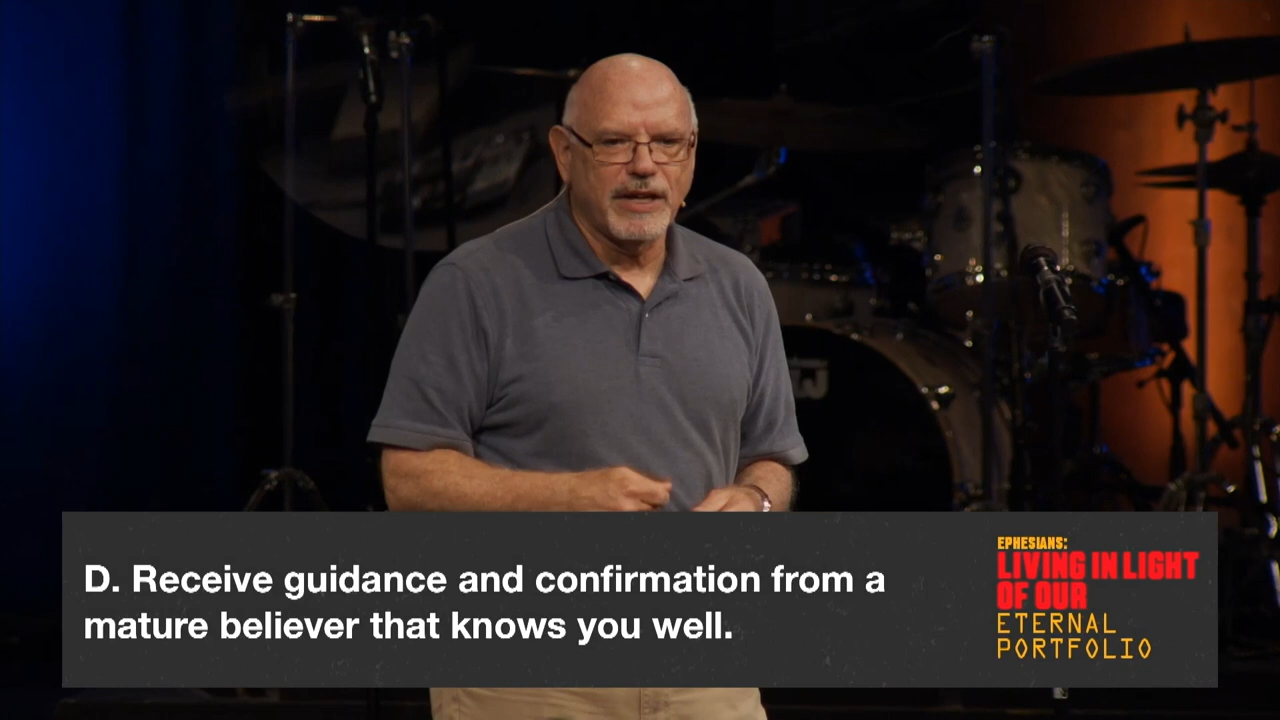 D. Receive guidance and confirmation from a
mature believer that knows you well.
EPHESIANS:
LIVING IN LIGHT
OF OUR
ETERNAL
PORTFOLIO